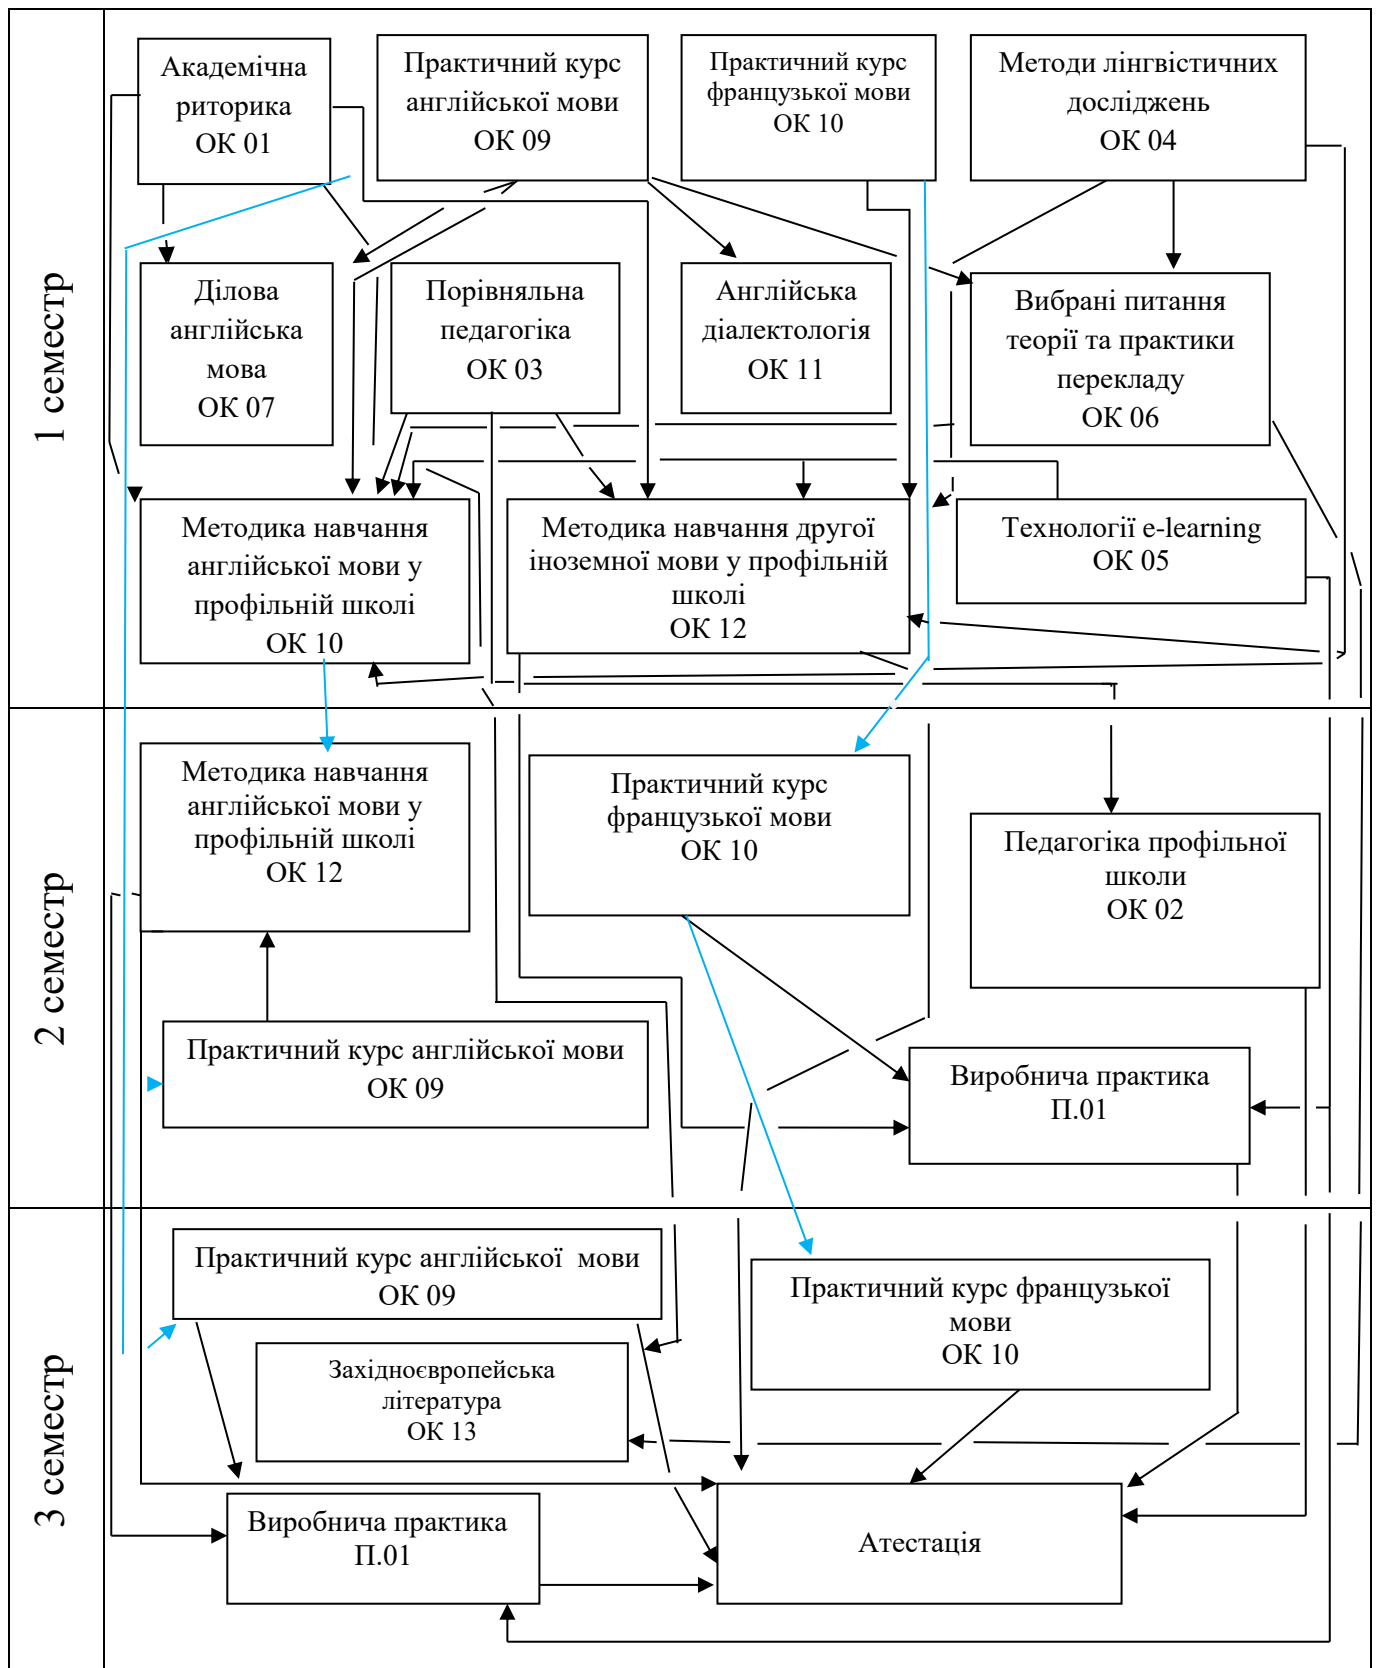 1 семестр
Академічна
риторика
ОК 01
Практичний курс
англійської мови
ОК 09
Практичний курс
французької мови
ОК 10
Методи лінгвістичних
досліджень
ОК 04
Ділова
англійська
мова
ОК 07
Порівняльна
педагогіка
ОК 03
Англійська
діалектологія
ОК 11
Вибрані питання
теорії та практики
перекладу
ОК 06
Методика навчання
англійської мови у
профільній школі
ОК 10
Методика навчання другої
іноземної мови у профільній
школі
ОК 12
Технології e-learning
ОК 05
2 семестр
Методика навчання
англійської мови у
профільній школі
ОК 12
Практичний курс
французької мови
ОК 10
Педагогіка профільної
школи
ОК 02
Практичний курс англійської мови
ОК 09
Виробнича практика
П.01
3 семестр
Практичний курс англійської  мови
ОК 09
Практичний курс французької
мови
ОК 10
Західноєвропейська
література
ОК 13
Виробнича практика
П.01
Атестація